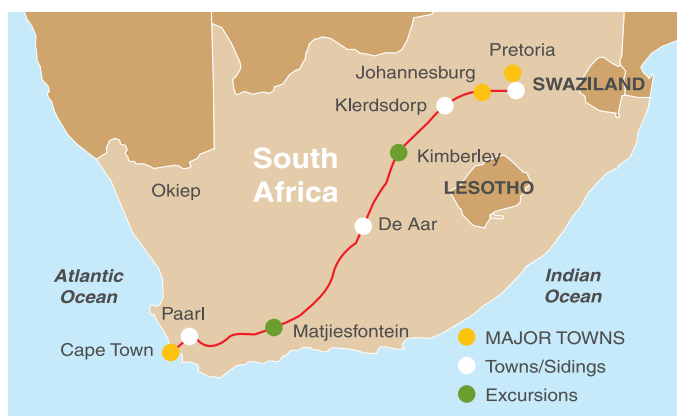 Pretoria
Johannesburg
SWAZILAND
Klerdsdorp
South
Africa
Kimberley
Okiep
LESOTHO
De Aar
Atlantic
Ocean
Indian
Ocean
Paarl
Matjiesfontein
Cape Town
MAJOR TOWNS
Towns/Sidings
Excursions